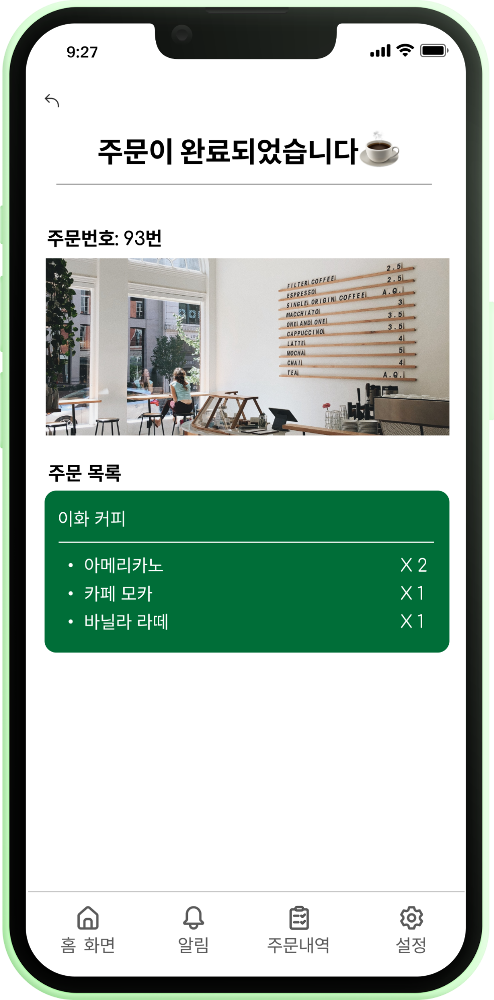 9:27
주문이 완료되었습니다
주문번호: 93번
FILTER COFFEE 2.5
ESPRESSO 2.5
SINGLE ORIGIN COFFEE A.Q.
MACCHIATO 3
ONE AND ONE 3.5
CAPPUCCINO 3.5
LATTE 4
MOCHA 5
CHAI 4
TEA A.Q.
주문 목록
이화 커피
• 아메리카노 X 2
• 카페 모카 X 1
• 바닐라 라떼 X 1
홈 화면 알림 주문내역 설정